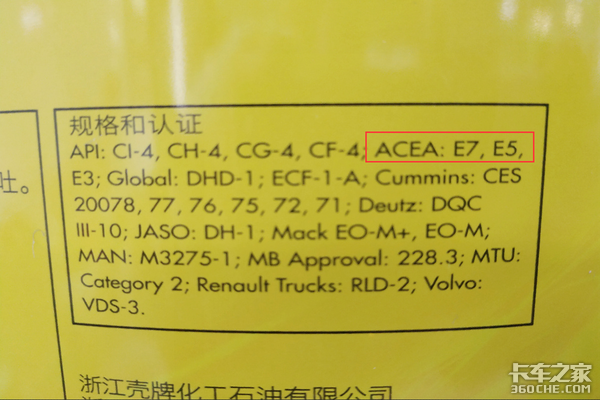 规格和认证
API: CI-4, CH-4, CG-4, CF-4; ACEA: E7, E5,
E3; Global: DHD-1; ECF-1-A; Cummins: CES
20078, 77, 76, 75, 72, 71; Deutz: DQC
III-10; JASO: DH-1; Mack EO-M+, EO-M;
MAN: M3275-1; MB Approval: 228.3; MTU:
Category 2; Renault Trucks: RLD-2; Volvo:
VDS-3.
吐。
浙江壳牌化工石油有限公司
卡车之家
360che.com